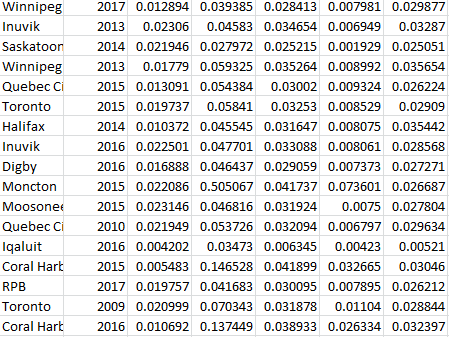 Winnipeg 2017 0.012894 0.039385 0.028413 0.007981 0.029877
Inuvik 2013 0.02306 0.04583 0.034654 0.006949 0.03287
Saskatoon 2014 0.021946 0.027972 0.025215 0.001929 0.025051
Winnipeg 2013 0.01779 0.059325 0.035264 0.008992 0.035654
Quebec Ci 2015 0.013091 0.054384 0.03002 0.009324 0.026224
Toronto 2015 0.019737 0.05841 0.03253 0.008529 0.02909
Halifax 2014 0.010372 0.045545 0.031647 0.008075 0.035442
Inuvik 2016 0.022501 0.047701 0.033088 0.008061 0.028568
Digby 2016 0.016888 0.046437 0.029059 0.007373 0.027271
Moncton 2015 0.022086 0.505067 0.041737 0.073601 0.026687
Moosonee 2015 0.023146 0.046816 0.031924 0.0075 0.027804
Quebec Ci 2010 0.021949 0.053726 0.032094 0.006797 0.029634
Iqaluit 2016 0.004202 0.03473 0.006345 0.00423 0.00521
Coral Harb 2015 0.005483 0.146528 0.041899 0.032665 0.03046
RPB 2017 0.019757 0.041683 0.030095 0.007895 0.026212
Toronto 2009 0.020999 0.070343 0.031878 0.01104 0.028844
Coral Harb 2016 0.010692 0.137449 0.038933 0.026334 0.032397